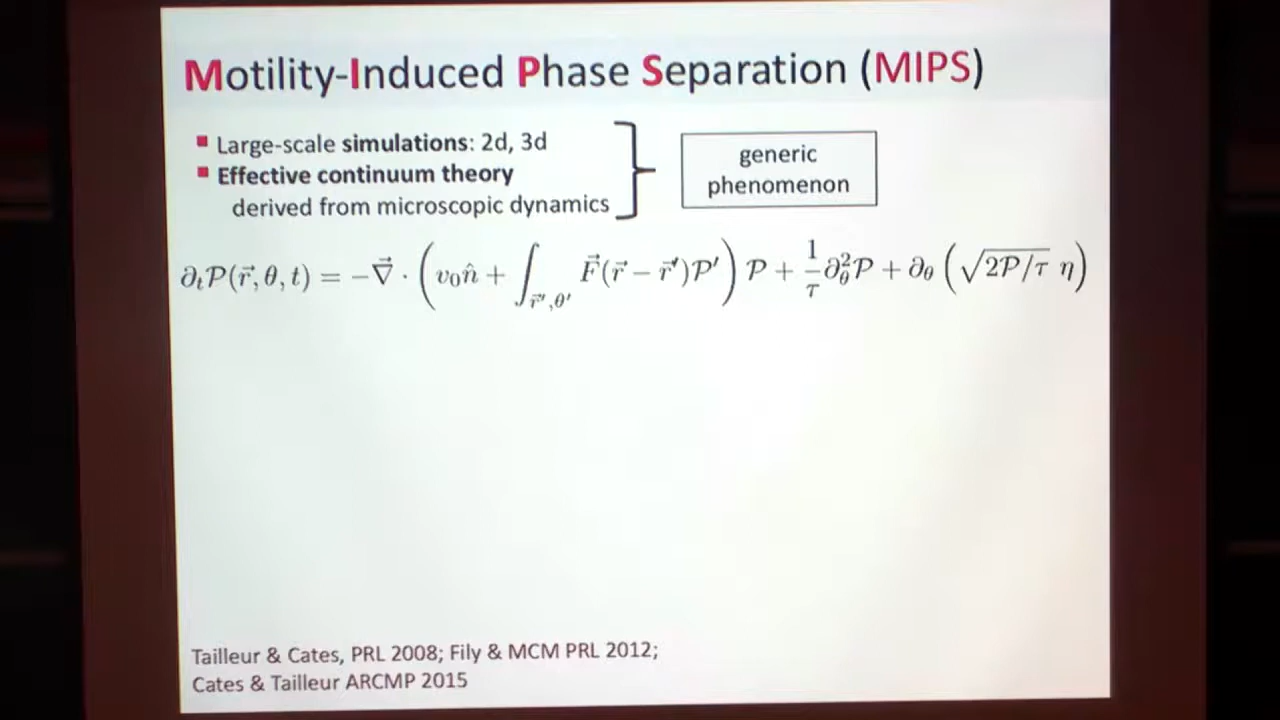 Motility-Induced Phase Separation (MIPS)
▪ Large-scale simulations: 2d, 3d
▪ Effective continuum theory
derived from microscopic dynamics
generic
phenomenon
∂ₜ𝒫(r⃗, θ, t) = −∇⃗ · (v₀n̂ + ∫_{r⃗′,θ′} F⃗(r⃗ − r⃗′)𝒫′) 𝒫 + 1/τ ∂²_θ𝒫 + ∂_θ (√(2𝒫/τ) η)
Tailleur & Cates, PRL 2008; Fily & MCM PRL 2012;
Cates & Tailleur ARCMP 2015